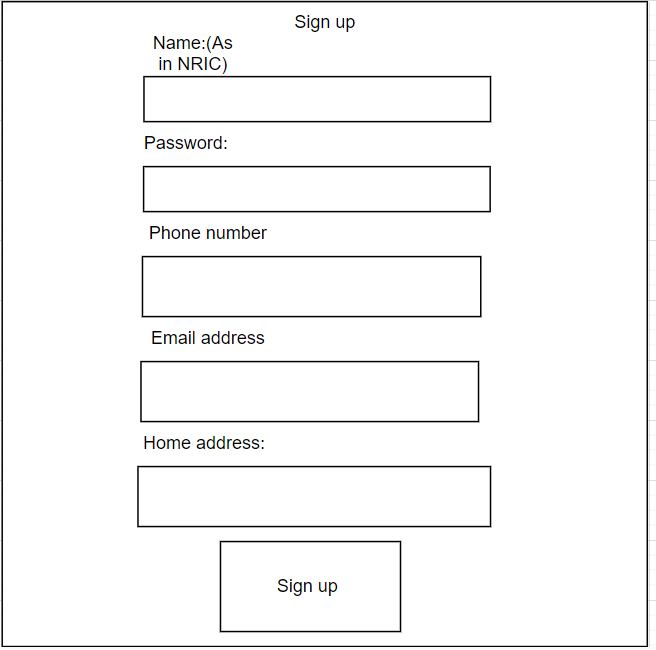 Sign up
Name:(As
in NRIC)
Password:
Phone number
Email address
Home address:
Sign up